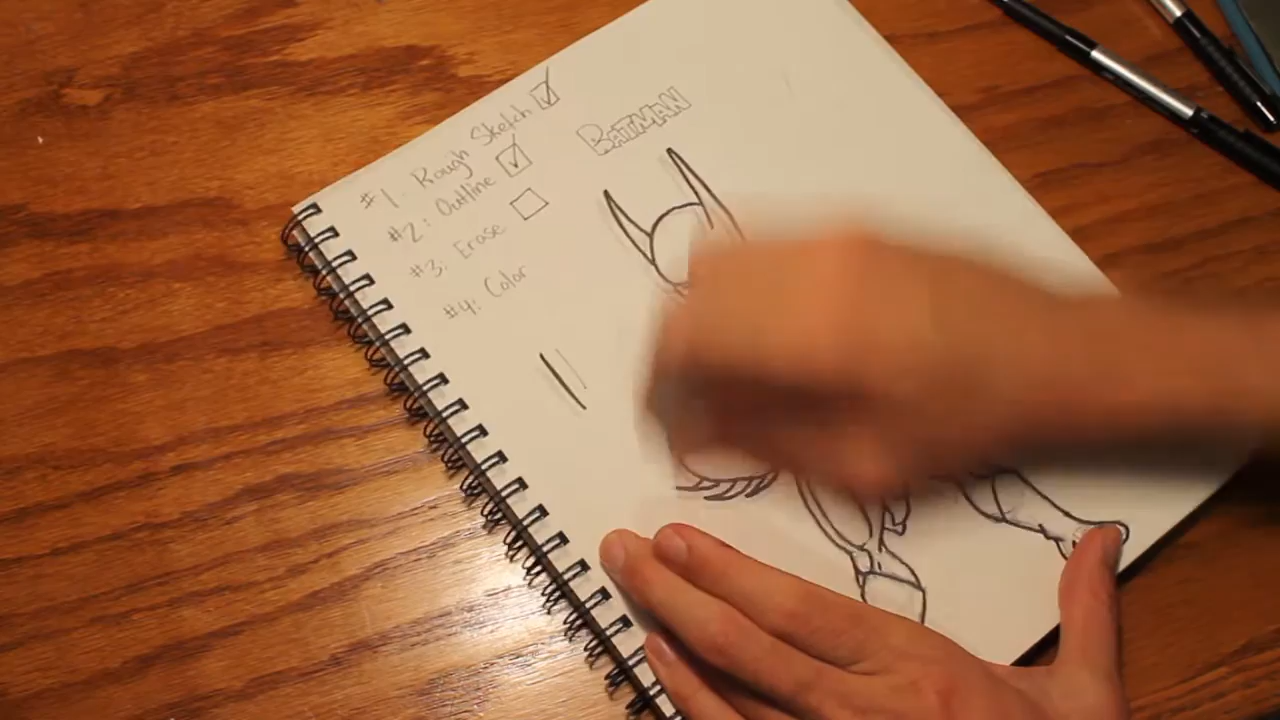 #1. Rough Sketch
#2: Outline
#3: Erase
#4: Color
BATMAN